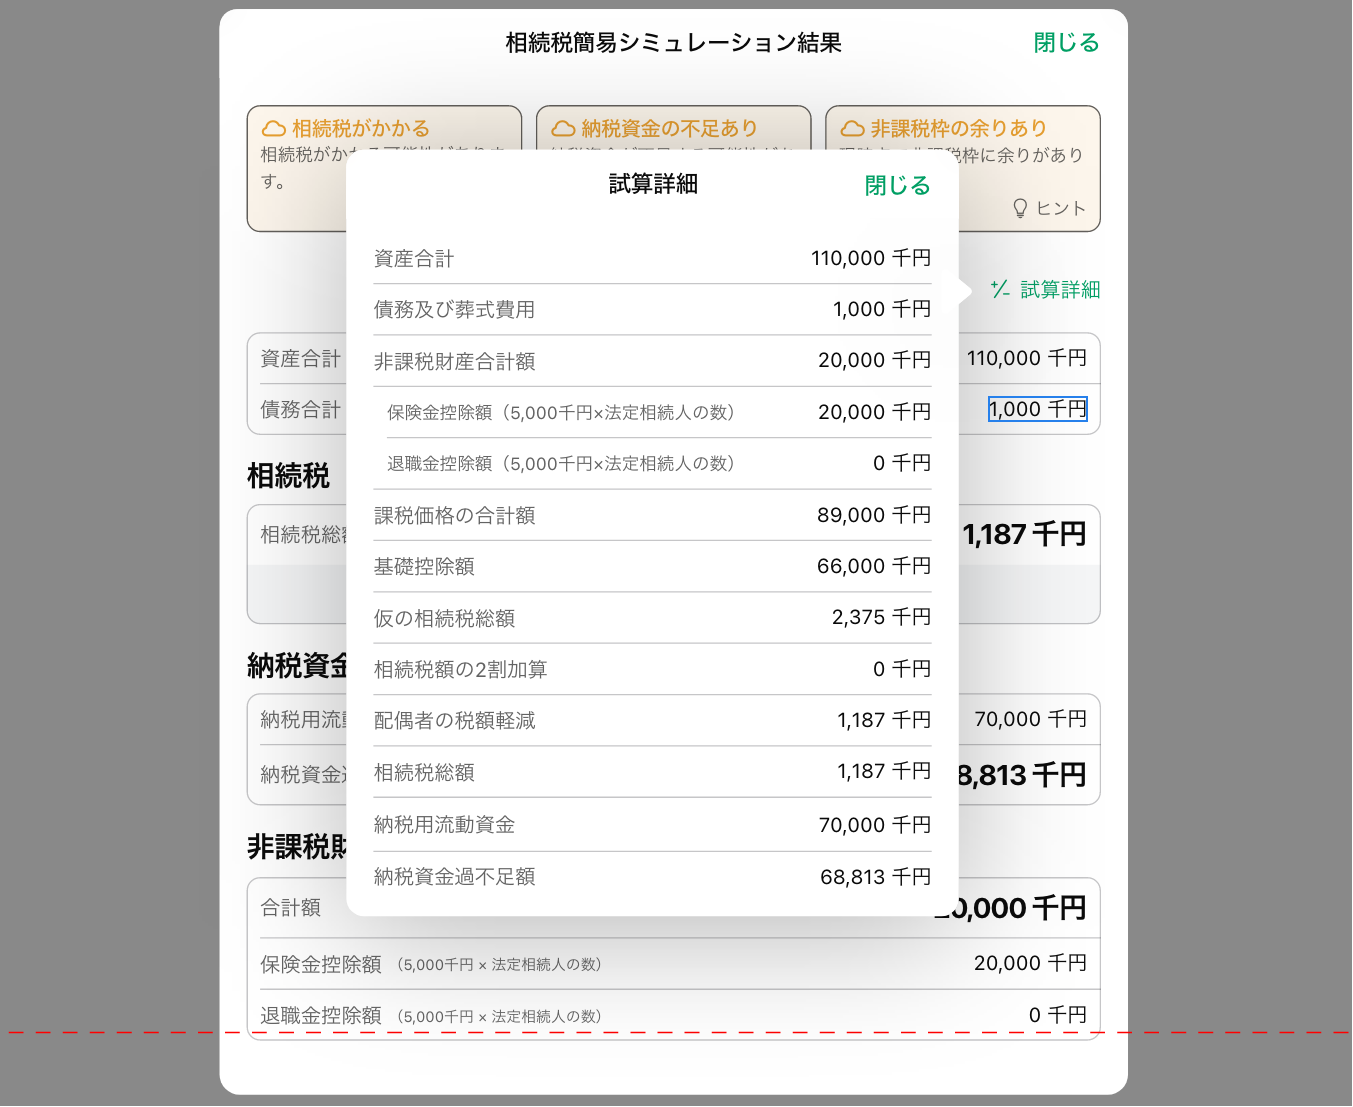 相続税簡易シミュレーション結果
閉じる
相続税がかかる
納税資金の不足あり
非課税枠の余りあり
相続税がか
税枠に余りがあり
す。
ヒント
試算詳細
閉じる
試算詳細
資産合計 110,000 千円
債務及び葬式費用 1,000 千円
非課税財産合計額 20,000 千円
保険金控除額（5,000千円×法定相続人の数） 20,000 千円
退職金控除額（5,000千円×法定相続人の数） 0 千円
課税価格の合計額 89,000 千円
基礎控除額 66,000 千円
仮の相続税総額 2,375 千円
相続税額の2割加算 0 千円
配偶者の税額軽減 1,187 千円
相続税総額 1,187 千円
納税用流動資金 70,000 千円
納税資金過不足額 68,813 千円
資産合計 110,000 千円
債務合計 1,000 千円
相続税
相続税総 1,187 千円
納税資金
納税用流 70,000 千円
納税資金 8,813 千円
非課税
合計額 0,000 千円
保険金控除額 （5,000千円 × 法定相続人の数） 20,000 千円
退職金控除額 （5,000千円 × 法定相続人の数） 0 千円